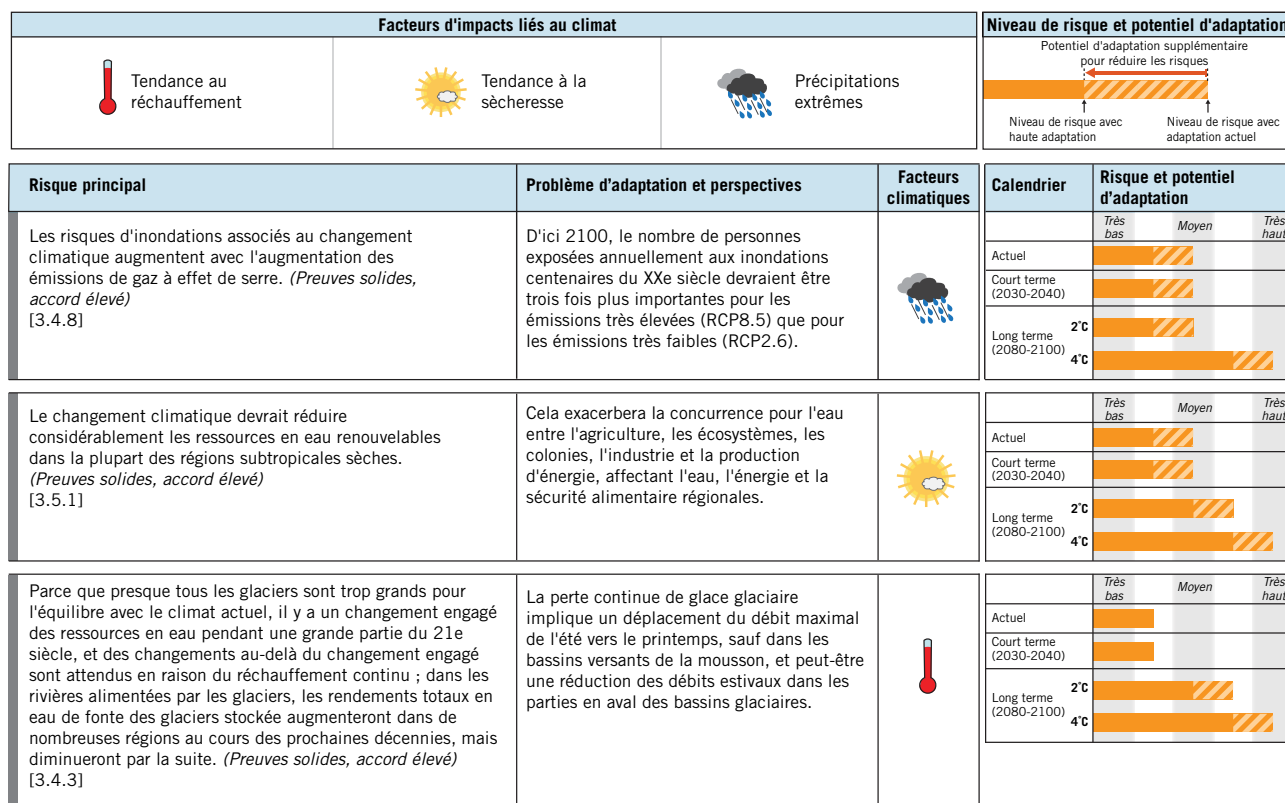 Facteurs d'impacts liés au climat
Tendance au
réchauffement
Tendance à la
sècheresse
Précipitations
extrêmes
Niveau de risque et potentiel d'adaptation
Potentiel d'adaptation supplémentaire
pour réduire les risques
Niveau de risque avec
haute adaptation
Niveau de risque avec
adaptation actuel
Risque principal
Problème d'adaptation et perspectives
Facteurs
climatiques
Calendrier
Risque et potentiel
d'adaptation
Les risques d'inondations associés au changement
climatique augmentent avec l'augmentation des
émissions de gaz à effet de serre. (Preuves solides,
accord élevé)
[3.4.8]
D'ici 2100, le nombre de personnes
exposées annuellement aux inondations
centenaires du XXe siècle devraient être
trois fois plus importantes pour les
émissions très élevées (RCP8.5) que pour
les émissions très faibles (RCP2.6).
Très
bas
Moyen
Très
haut
Actuel
Court terme
(2030-2040)
Long terme
(2080-2100)
2°C
4°C
Le changement climatique devrait réduire
considérablement les ressources en eau renouvelables
dans la plupart des régions subtropicales sèches.
(Preuves solides, accord élevé)
[3.5.1]
Cela exacerbera la concurrence pour l'eau
entre l'agriculture, les écosystèmes, les
colonies, l'industrie et la production
d'énergie, affectant l'eau, l'énergie et la
sécurité alimentaire régionales.
Très
bas
Moyen
Très
haut
Actuel
Court terme
(2030-2040)
Long terme
(2080-2100)
2°C
4°C
Parce que presque tous les glaciers sont trop grands pour
l'équilibre avec le climat actuel, il y a un changement engagé
des ressources en eau pendant une grande partie du 21e
siècle, et des changements au-delà du changement engagé
sont attendus en raison du réchauffement continu ; dans les
rivières alimentées par les glaciers, les rendements totaux en
eau de fonte des glaciers stockée augmenteront dans de
nombreuses régions au cours des prochaines décennies, mais
diminueront par la suite. (Preuves solides, accord élevé)
[3.4.3]
La perte continue de glace glaciaire
implique un déplacement du débit maximal
de l'été vers le printemps, sauf dans les
bassins versants de la mousson, et peut-être
une réduction des débits estivaux dans les
parties en aval des bassins glaciaires.
Très
bas
Moyen
Très
haut
Actuel
Court terme
(2030-2040)
Long terme
(2080-2100)
2°C
4°C